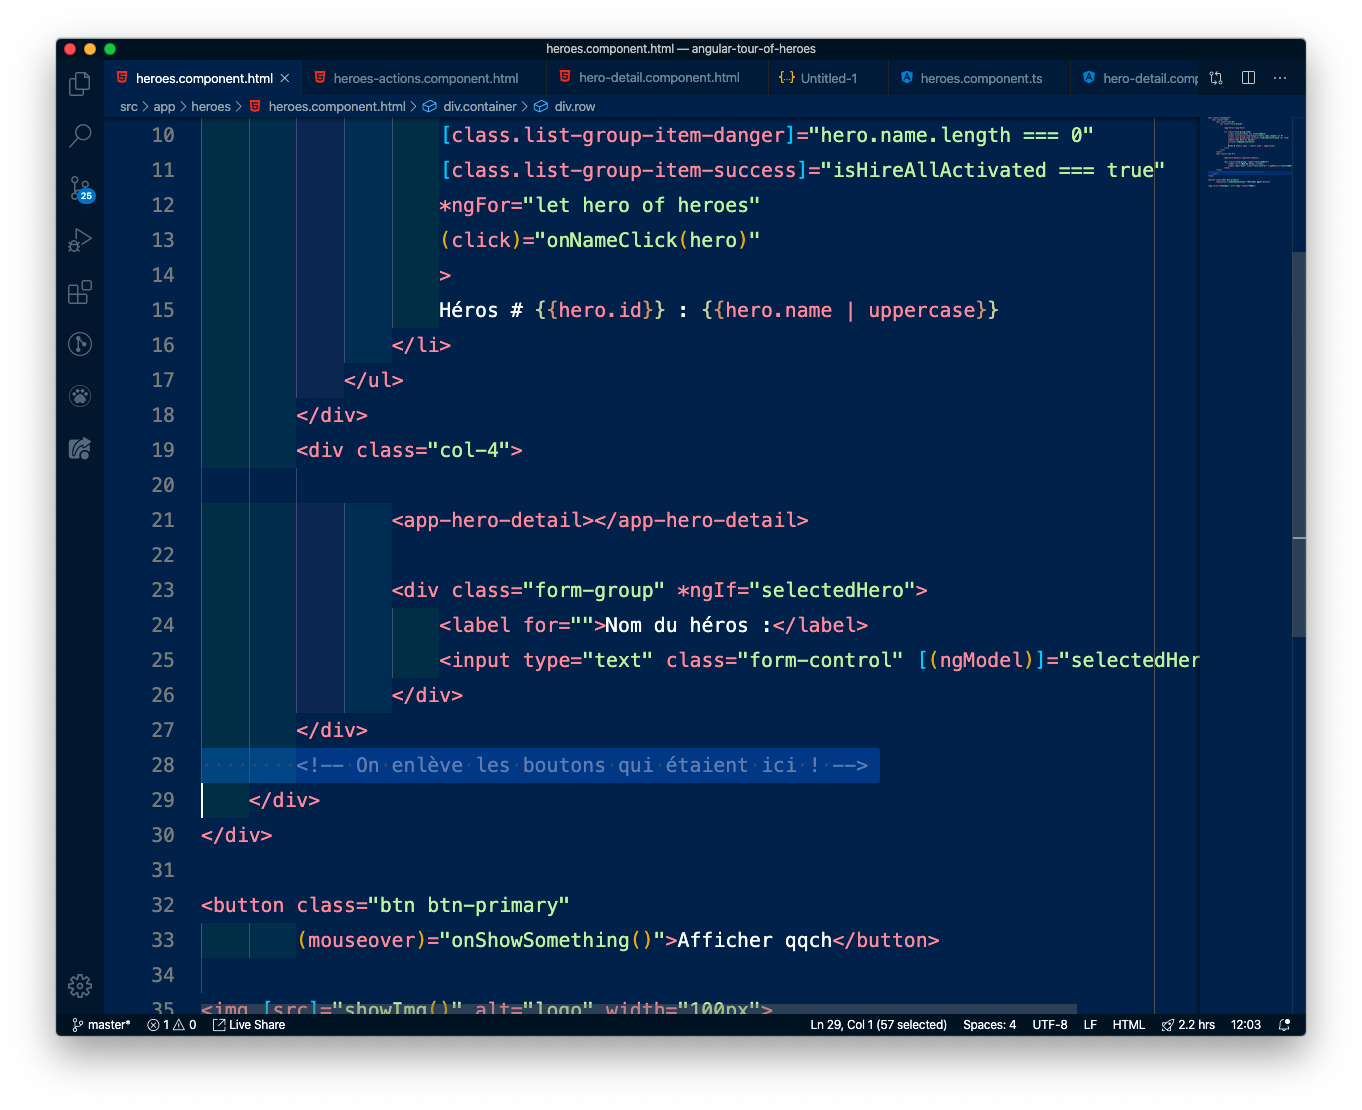 heroes.component.html — angular-tour-of-heroes
heroes.component.html
heroes-actions.component.html
hero-detail.component.html
{..} Untitled-1
heroes.component.ts
hero-detail.comp
src > app > heroes > heroes.component.html > div.container > div.row
25
10 [class.list-group-item-danger]="hero.name.length === 0"
11 [class.list-group-item-success]="isHireAllActivated === true"
12 *ngFor="let hero of heroes"
13 (click)="onNameClick(hero)"
14 >
15 Héros # {{hero.id}} : {{hero.name | uppercase}}
16 </li>
17 </ul>
18 </div>
19 <div class="col-4">
20
21 <app-hero-detail></app-hero-detail>
22
23 <div class="form-group" *ngIf="selectedHero">
24 <label for="">Nom du héros :</label>
25 <input type="text" class="form-control" [(ngModel)]="selectedHer
26 </div>
27 </div>
28 <!-- On enlève les boutons qui étaient ici ! -->
29 </div>
30 </div>
31
32 <button class="btn btn-primary"
33 (mouseover)="onShowSomething()">Afficher qqch</button>
34
35 <img [src]="showImg()" alt="logo" width="100px">
master* 1 0 Live Share Ln 29, Col 1 (57 selected) Spaces: 4 UTF-8 LF HTML 2.2 hrs 12:03